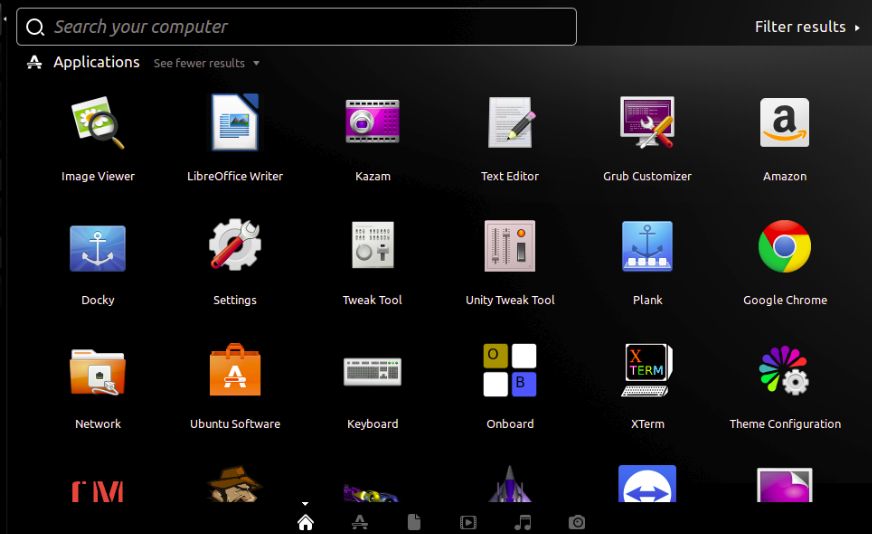 Search your computer
Filter results
Applications See fewer results
a
Image Viewer LibreOffice Writer Kazam Text Editor Grub Customizer Amazon
Docky Settings Tweak Tool Unity Tweak Tool Plank Google Chrome
O
B
X
TERM
Network Ubuntu Software Keyboard Onboard XTerm Theme Configuration